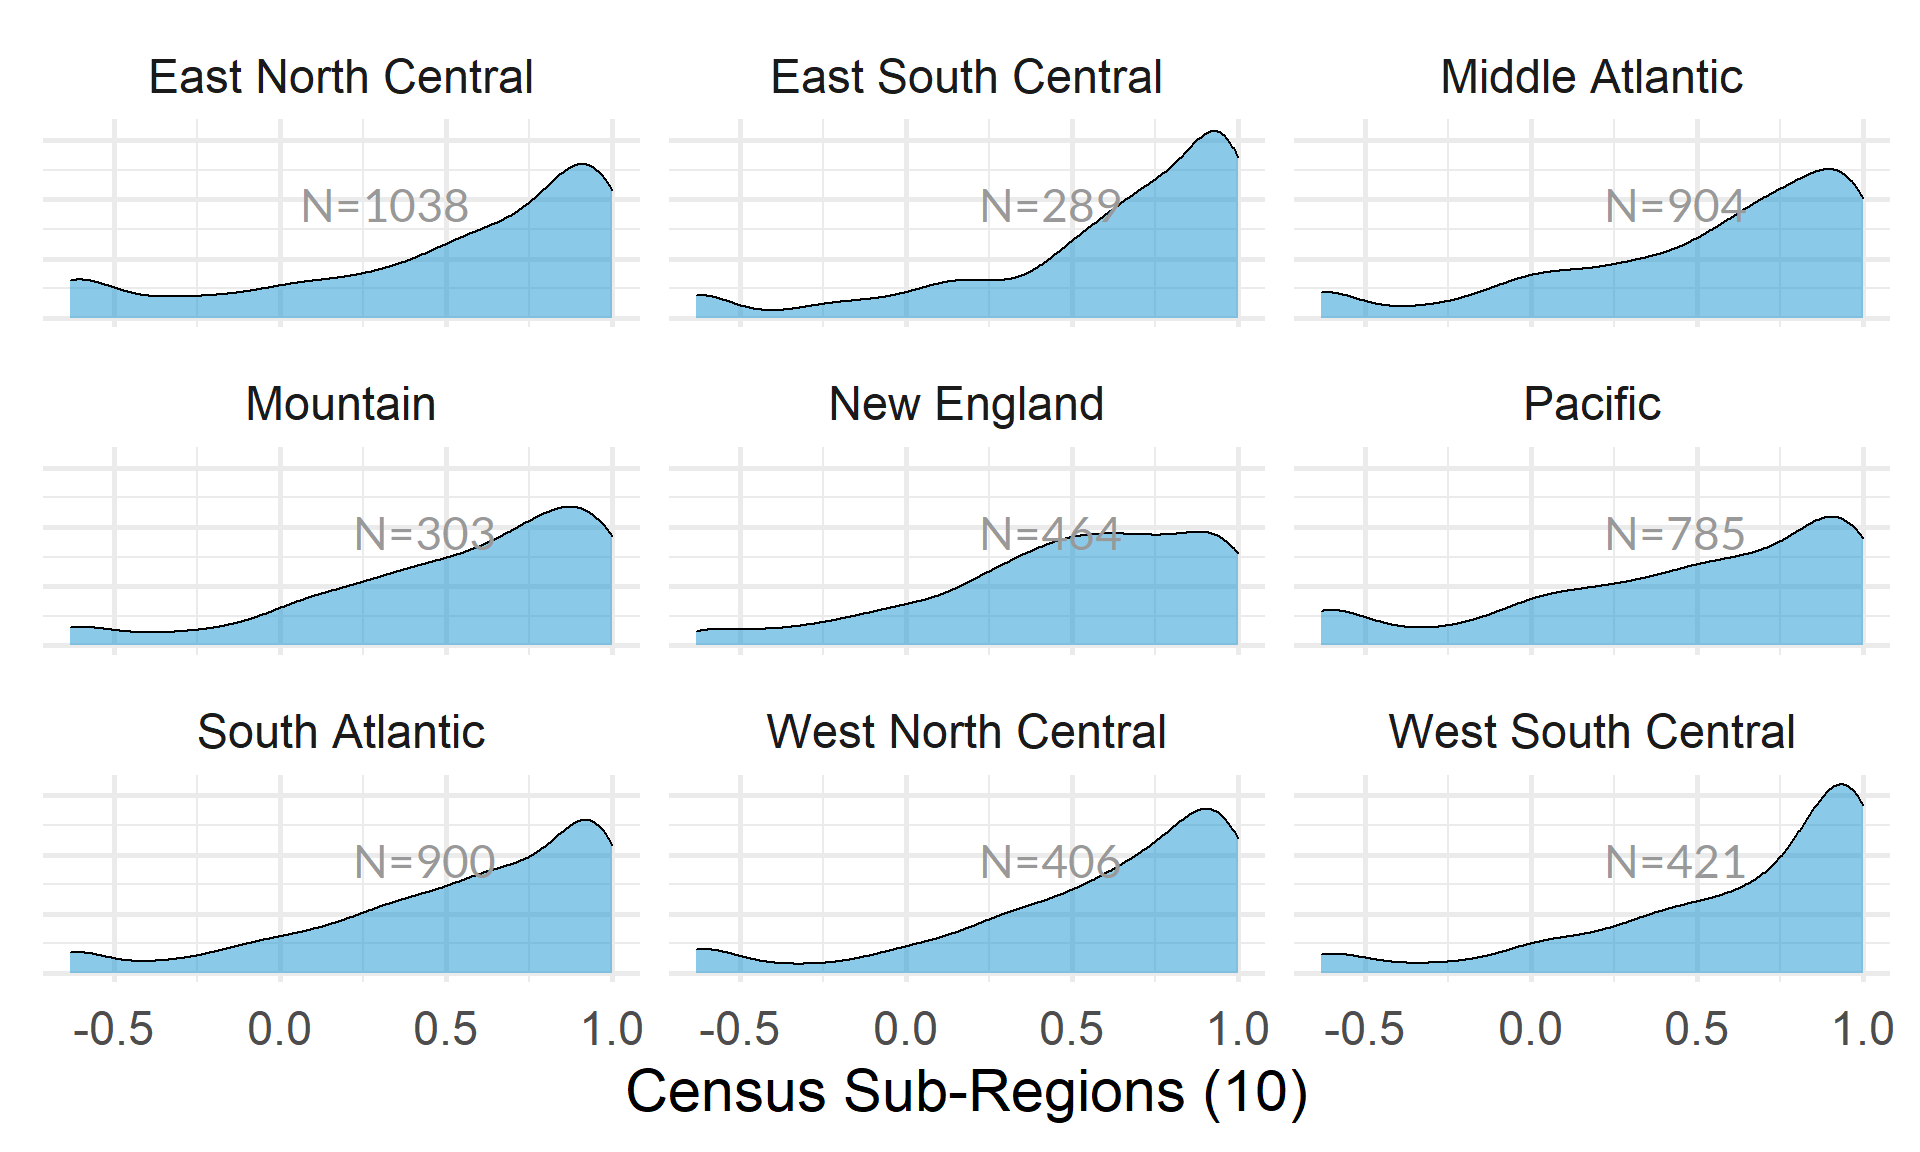 East North Central East South Central Middle Atlantic
N=1038 N=289 N=904
Mountain New England Pacific
N=303 N=464 N=785
South Atlantic West North Central West South Central
N=900 N=406 N=421
-0.5 0.0 0.5 1.0 -0.5 0.0 0.5 1.0 -0.5 0.0 0.5 1.0
Census Sub-Regions (10)